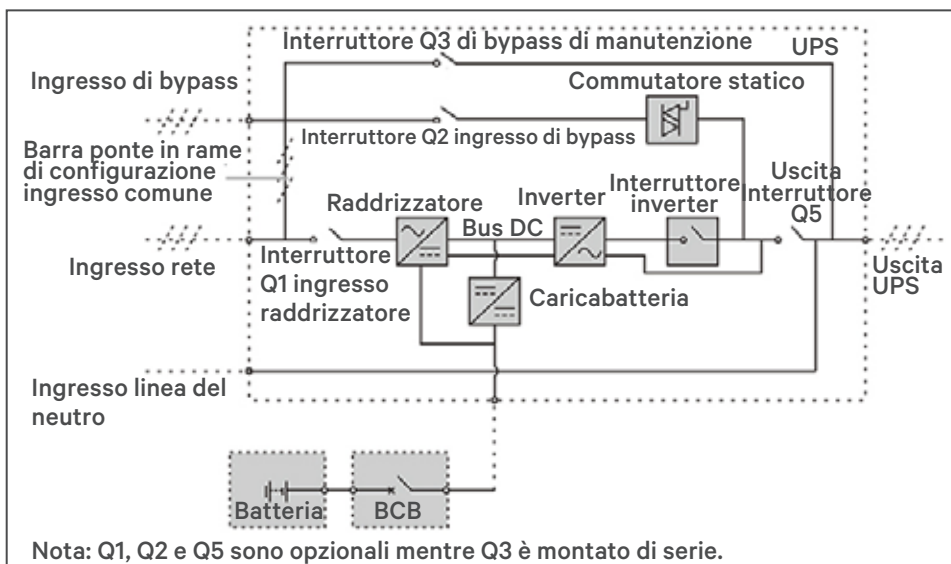 Interruttore Q3 di bypass di manutenzione
UPS
Ingresso di bypass
Commutatore statico
Interruttore Q2 ingresso di bypass
Barra ponte in rame
di configurazione
ingresso comune
Raddrizzatore
Bus DC
Inverter
Interruttore
inverter
Uscita
Interruttore
Q5
Ingresso rete
Interruttore
Q1 ingresso
raddrizzatore
Caricabatteria
Uscita
UPS
Ingresso linea del
neutro
Batteria
BCB
Nota: Q1, Q2 e Q5 sono opzionali mentre Q3 è montato di serie.